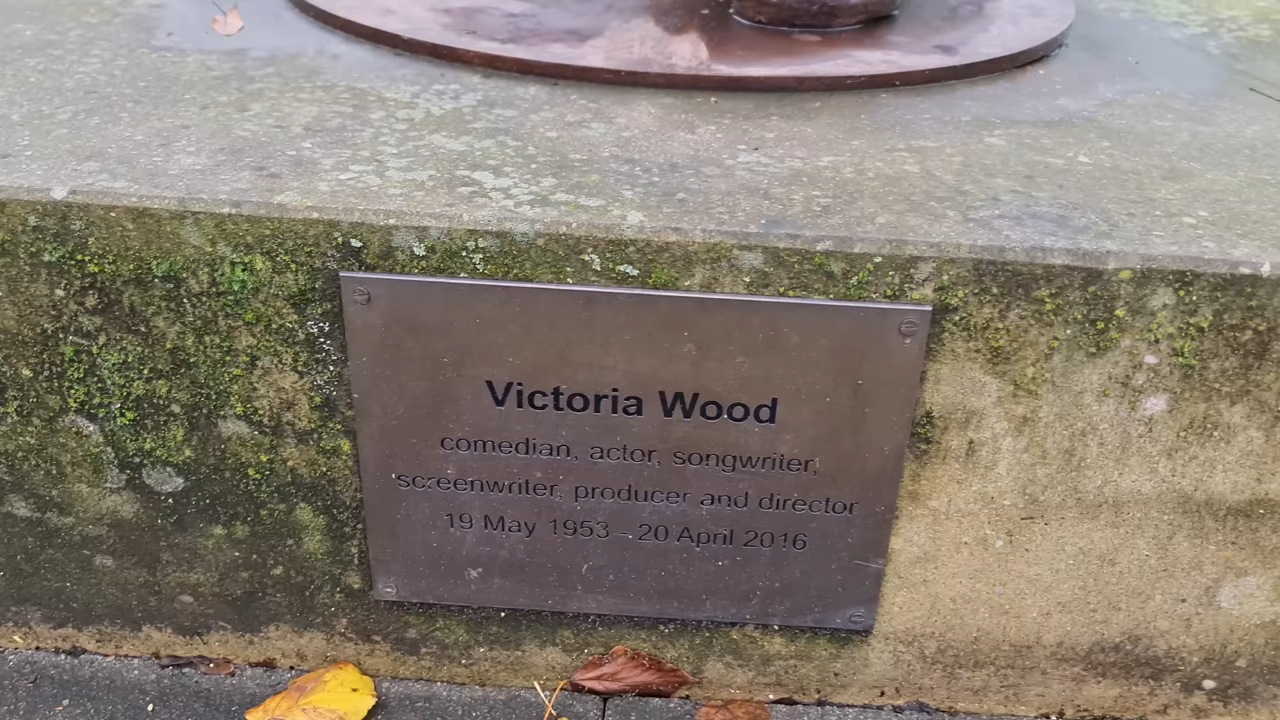 Victoria Wood
comedian, actor, songwriter,
screenwriter, producer and director
19 May 1953 - 20 April 2016